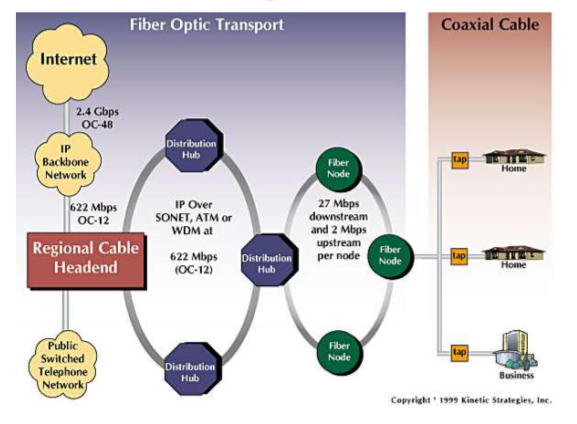 Fiber Optic Transport
Coaxial Cable
Internet
2.4 Gbps
OC-48
IP
Backbone
Network
622 Mbps
OC-12
Regional Cable
Headend
Public
Switched
Telephone
Network
Distribution
Hub
IP Over
SONET, ATM or
WDM at
622 Mbps
(OC-12)
Distribution
Hub
Distribution
Hub
Fiber
Node
27 Mbps
downstream
and 2 Mbps
upstream
per node
Fiber
Node
Fiber
Node
tap
Home
tap
Home
tap
Business
Copyright ' 1999 Kinetic Strategies, Inc.